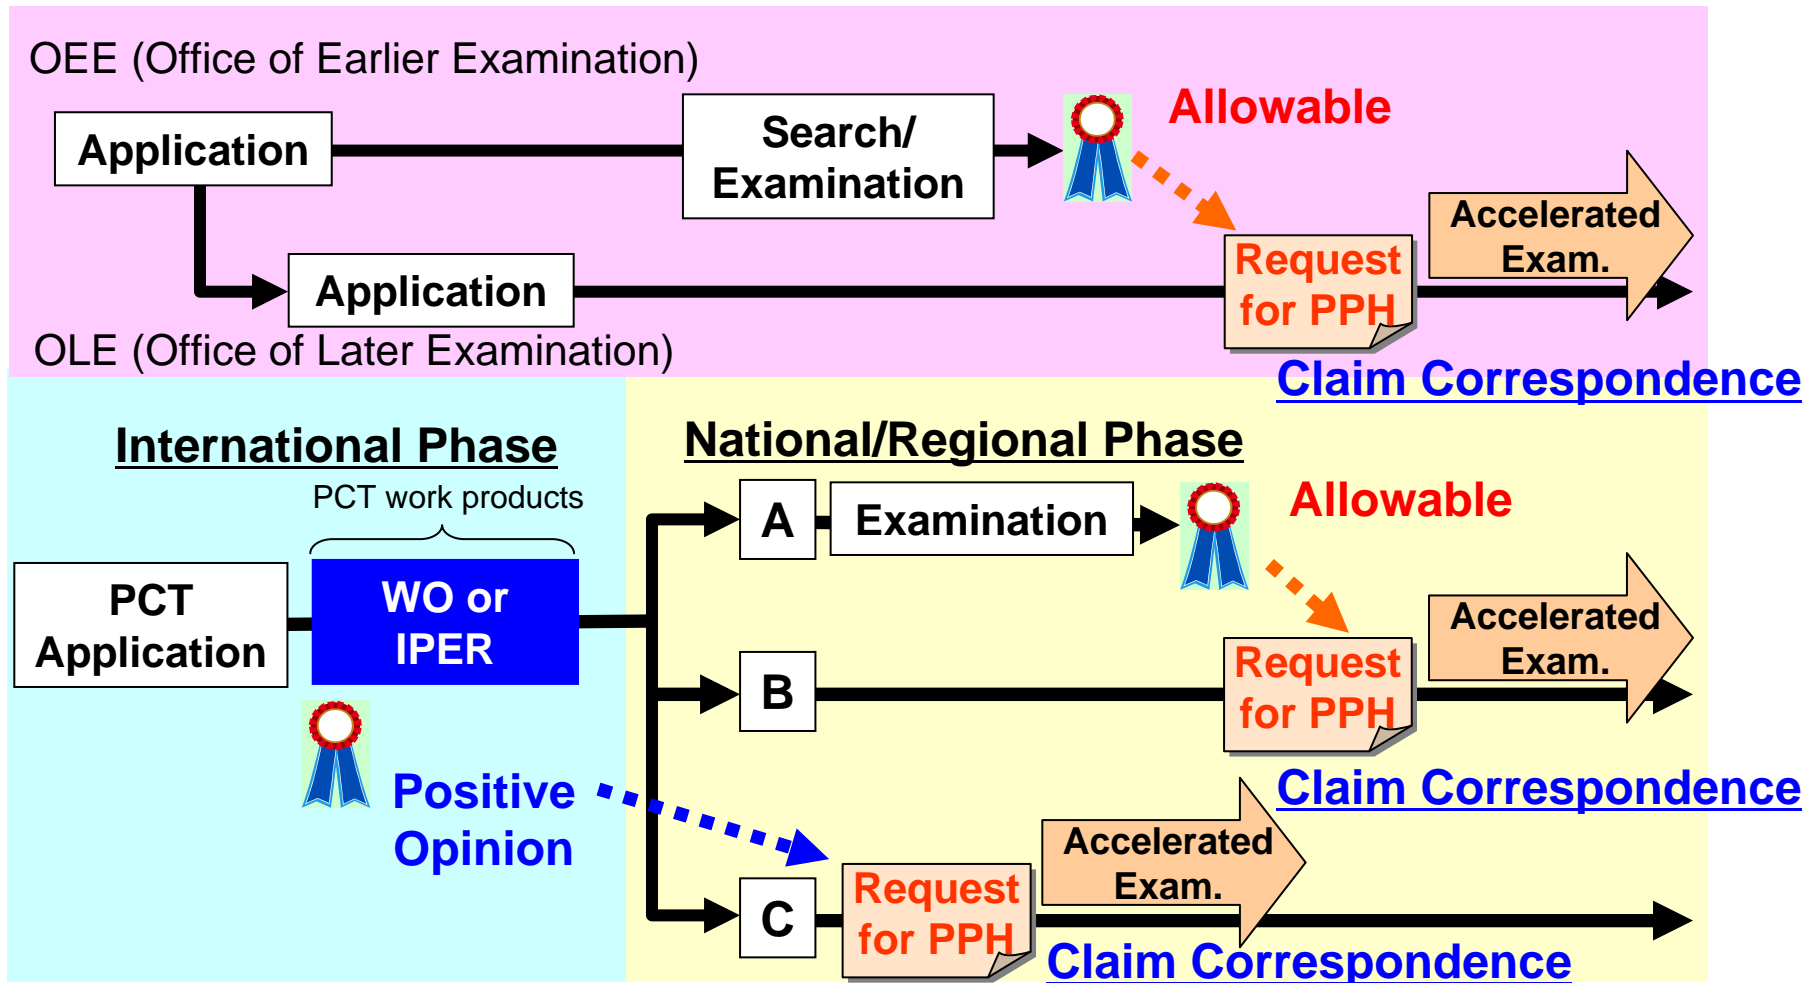 OEE (Office of Earlier Examination)
Application
Search/
Examination
Allowable
Accelerated
Exam.
Request
for PPH
Application
OLE (Office of Later Examination)
Claim Correspondence
International Phase
PCT work products
PCT
Application
WO or
IPER
Positive
Opinion
National/Regional Phase
A
Examination
Allowable
B
Request
for PPH
Accelerated
Exam.
Claim Correspondence
C
Request
for PPH
Accelerated
Exam.
Claim Correspondence